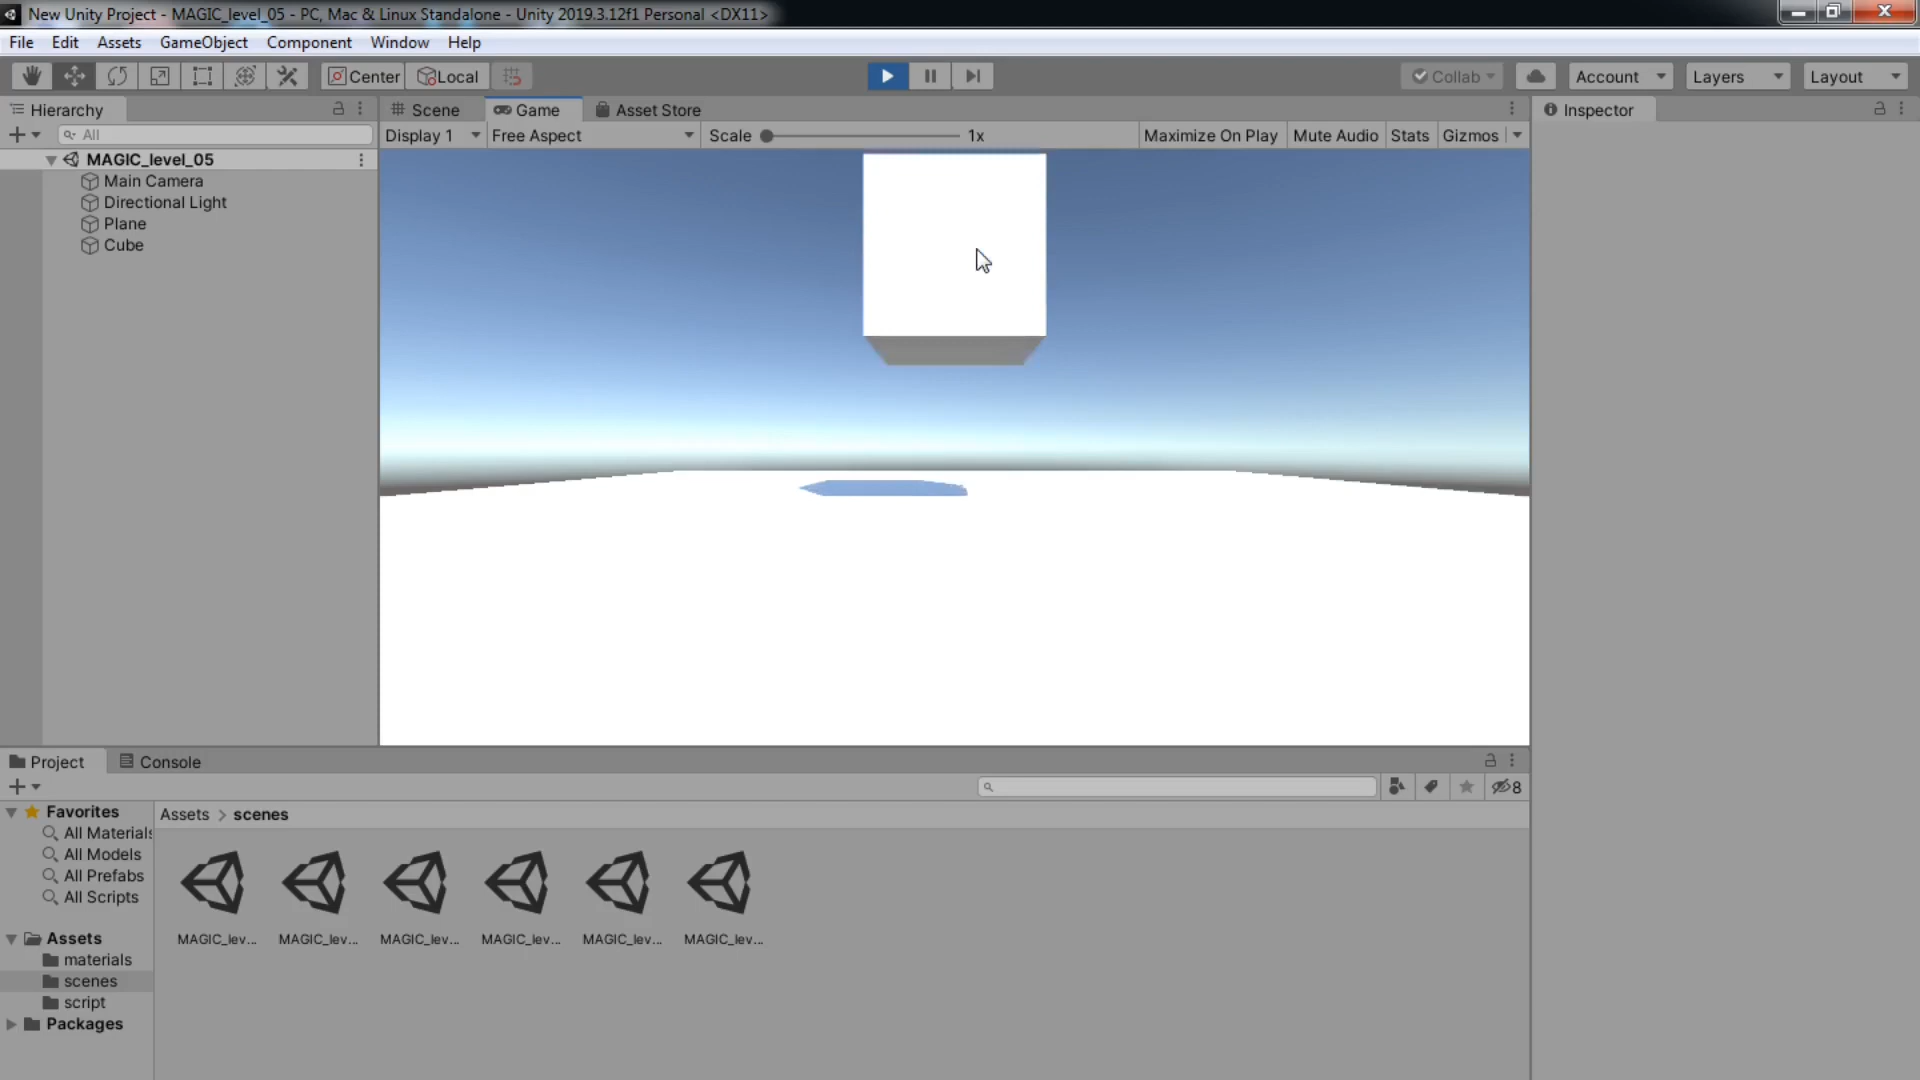 New Unity Project - MAGIC_level_05 - PC, Mac & Linux Standalone - Unity 2019.3.12f1 Personal <DX11>
File Edit Assets GameObject Component Window Help
Center Local Collab Account Layers Layout
Hierarchy Scene Game Asset Store Inspector
All Display 1 Free Aspect Scale 1x Maximize On Play Mute Audio Stats Gizmos
MAGIC_level_05
Main Camera
Directional Light
Plane
Cube
Project Console
8
Favorites Assets > scenes
All Materials
All Models
All Prefabs
All Scripts
Assets MAGIC_lev... MAGIC_lev... MAGIC_lev... MAGIC_lev... MAGIC_lev... MAGIC_lev...
materials
scenes
script
Packages